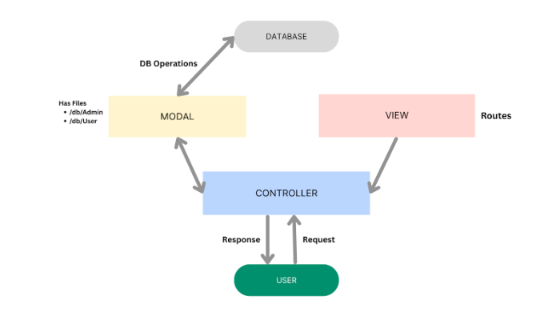 DATABASE
DB Operations
Has Files
• /db/Admin
• /db/User
MODAL
VIEW
Routes
CONTROLLER
Response
Request
USER